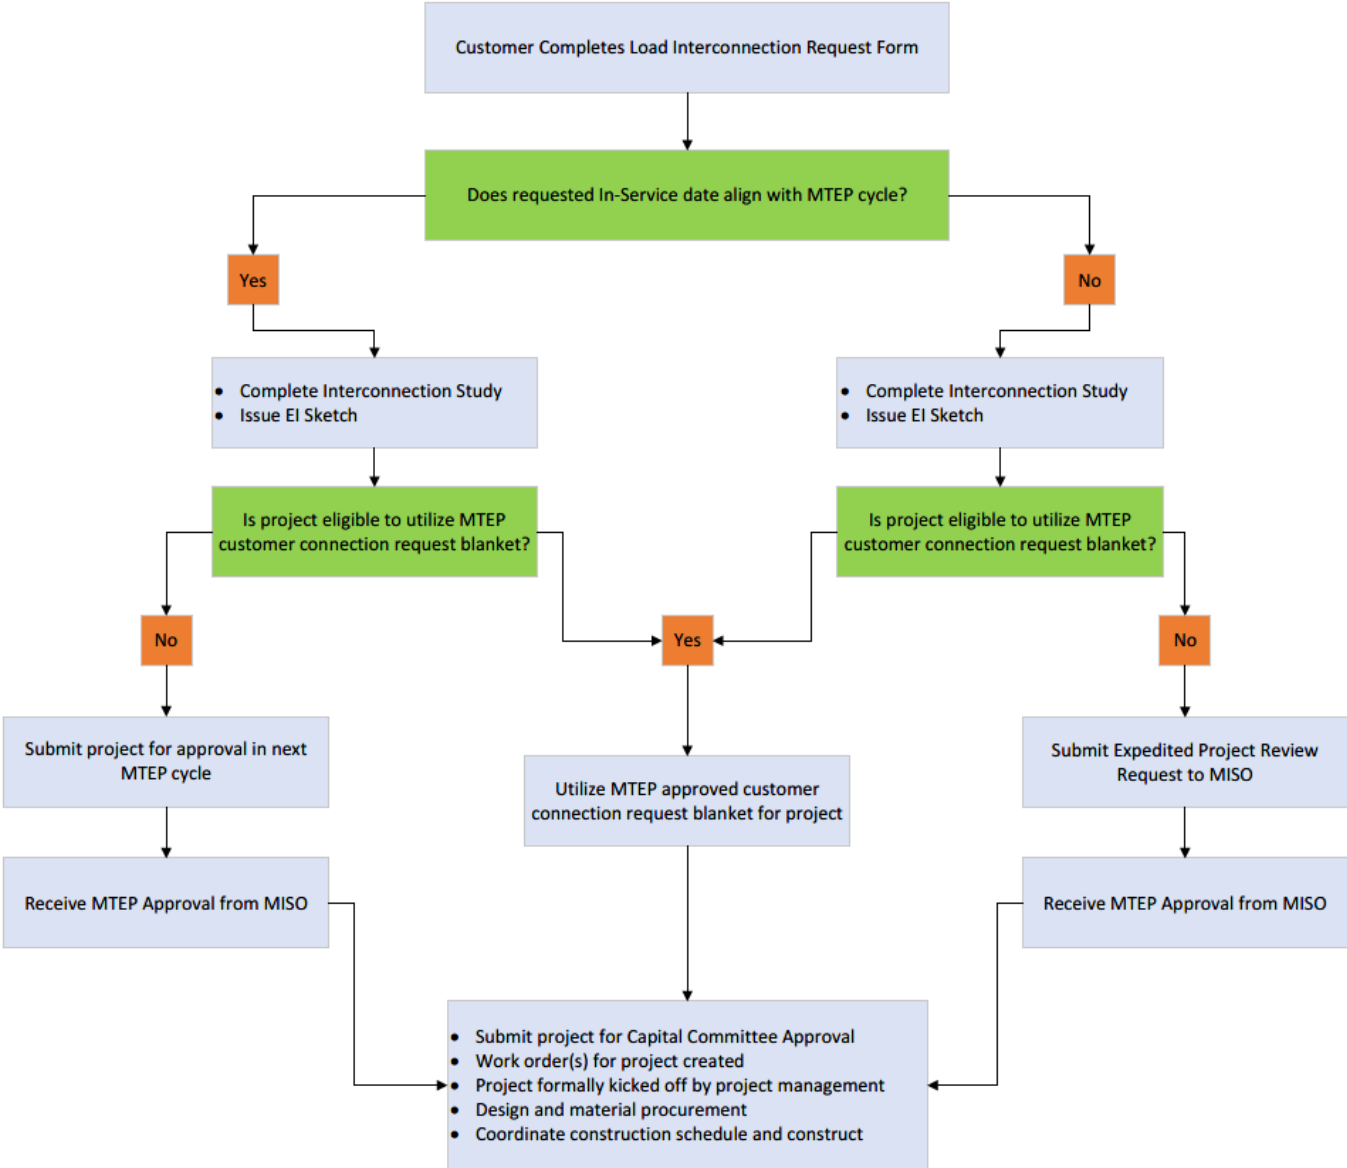 Customer Completes Load Interconnection Request Form
Does requested In-Service date align with MTEP cycle?
Yes
No
• Complete Interconnection Study
• Issue EI Sketch
• Complete Interconnection Study
• Issue EI Sketch
Is project eligible to utilize MTEP
customer connection request blanket?
Is project eligible to utilize MTEP
customer connection request blanket?
No
Yes
No
Submit project for approval in next
MTEP cycle
Utilize MTEP approved customer
connection request blanket for project
Submit Expedited Project Review
Request to MISO
Receive MTEP Approval from MISO
Receive MTEP Approval from MISO
• Submit project for Capital Committee Approval
• Work order(s) for project created
• Project formally kicked off by project management
• Design and material procurement
• Coordinate construction schedule and construct